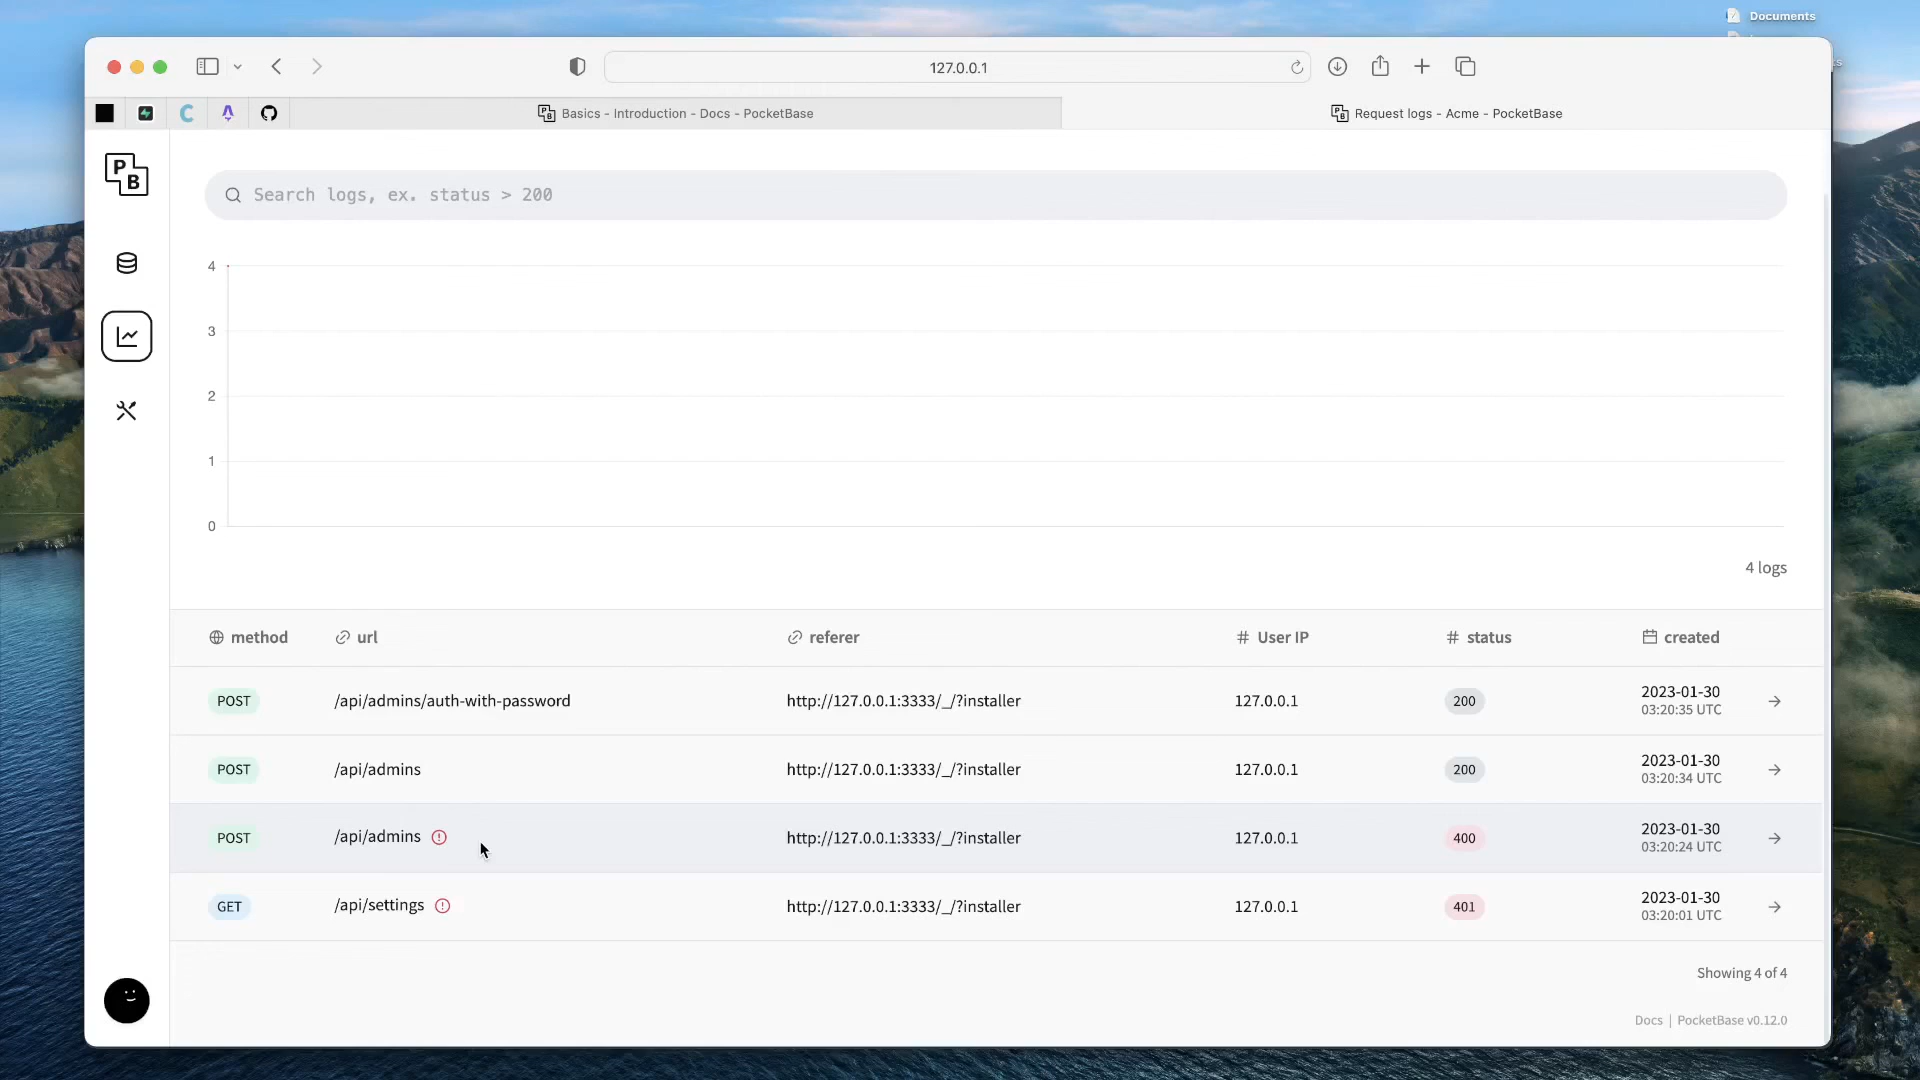 Documents
127.0.0.1
Basics - Introduction - Docs - PocketBase
Request logs - Acme - PocketBase
P
B
Search logs, ex. status > 200
4
3
2
1
0
4 logs
method url referer # User IP # status created
POST /api/admins/auth-with-password http://127.0.0.1:3333/_/?installer 127.0.0.1 200 2023-01-30
03:20:35 UTC
POST /api/admins http://127.0.0.1:3333/_/?installer 127.0.0.1 200 2023-01-30
03:20:34 UTC
POST /api/admins http://127.0.0.1:3333/_/?installer 127.0.0.1 400 2023-01-30
03:20:24 UTC
GET /api/settings http://127.0.0.1:3333/_/?installer 127.0.0.1 401 2023-01-30
03:20:01 UTC
Showing 4 of 4
Docs | PocketBase v0.12.0